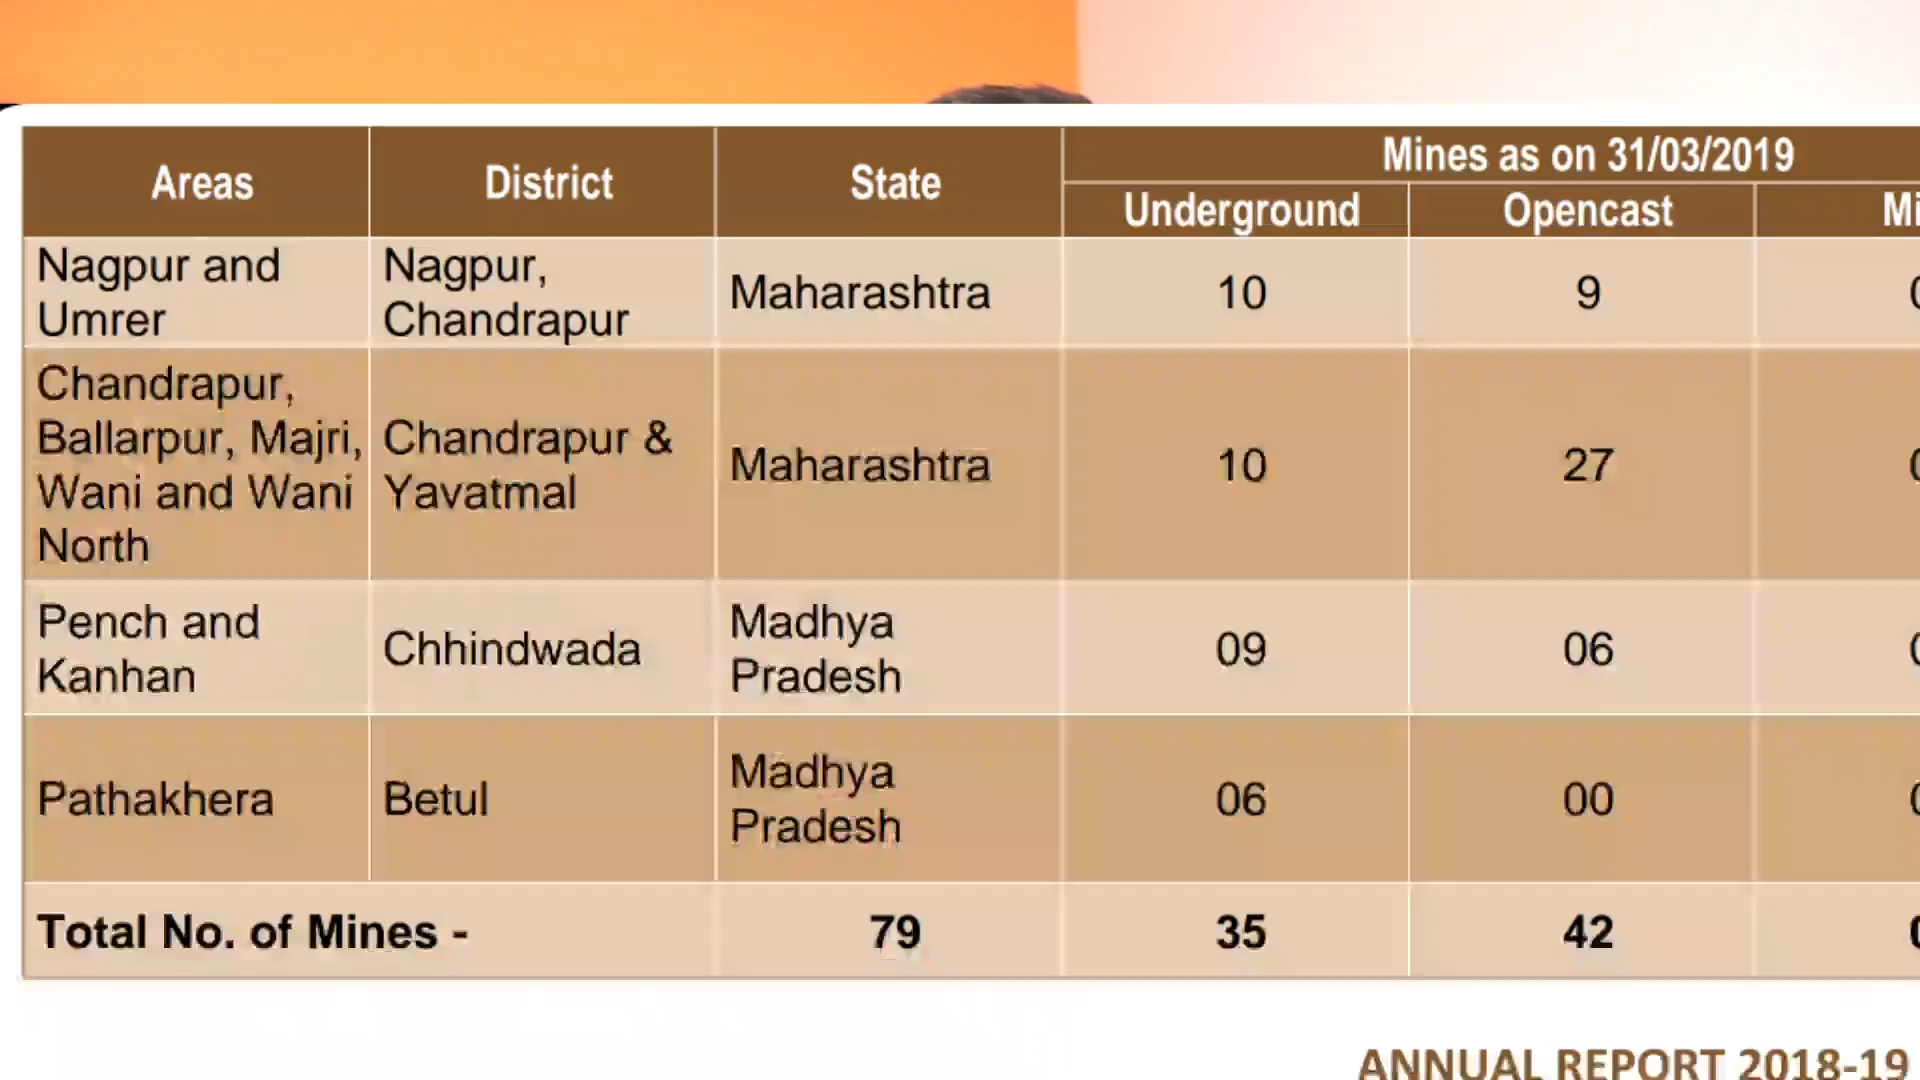 Areas
District
State
Mines as on 31/03/2019
Underground
Opencast
Nagpur and
Umrer
Nagpur,
Chandrapur
Maharashtra
10
9
Chandrapur,
Ballarpur, Majri,
Wani and Wani
North
Chandrapur &
Yavatmal
Maharashtra
10
27
Pench and
Kanhan
Chhindwada
Madhya
Pradesh
09
06
Pathakhera
Betul
Madhya
Pradesh
06
00
Total No. of Mines -
79
35
42
ANNUAL REPORT 2018-19